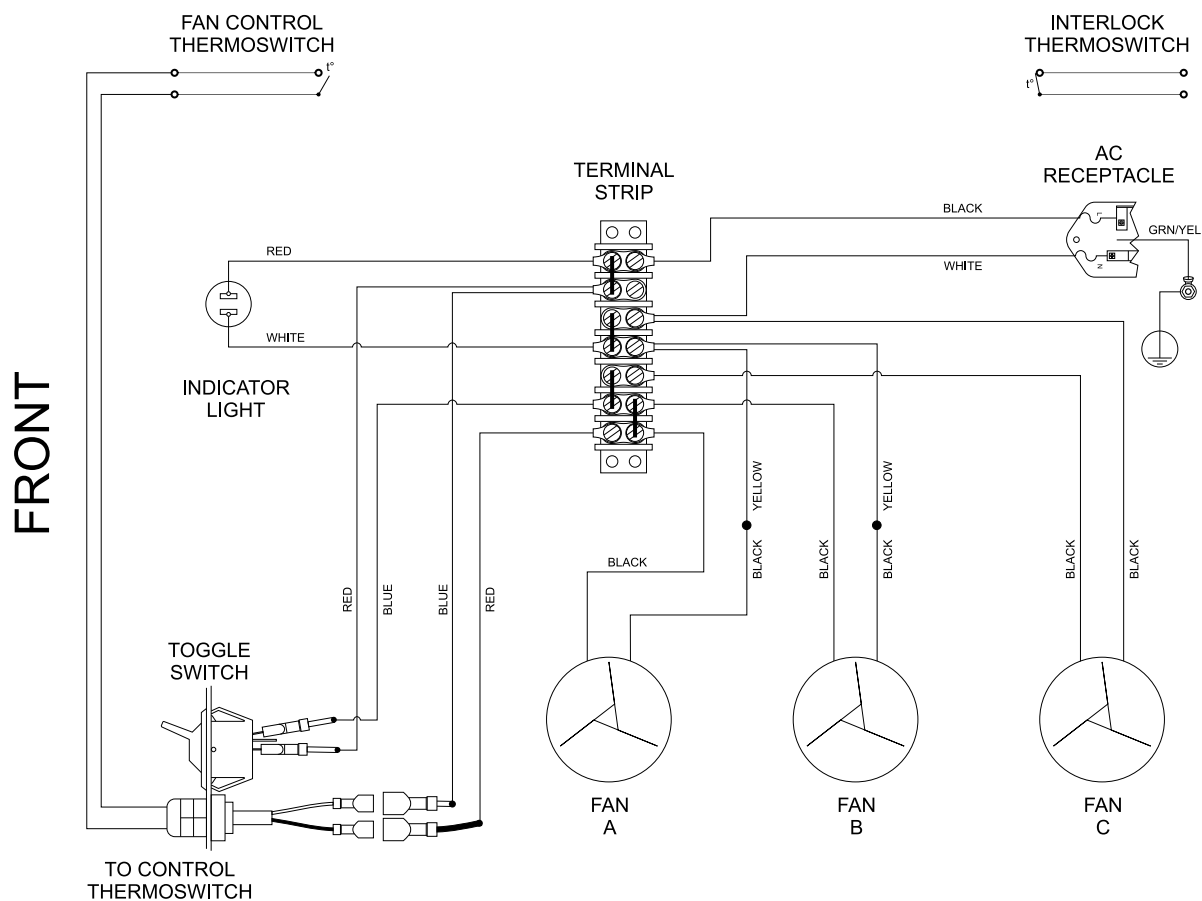 FAN CONTROL
THERMOSWITCH
t°
INTERLOCK
THERMOSWITCH
t°
AC
RECEPTACLE
TERMINAL
STRIP
BLACK
L
GRN/YEL
RED
WHITE
N
WHITE
INDICATOR
LIGHT
FRONT
YELLOW
YELLOW
BLACK
BLACK
BLACK
BLACK
BLACK
BLACK
RED
BLUE
BLUE
RED
TOGGLE
SWITCH
FAN
A
FAN
B
FAN
C
TO CONTROL
THERMOSWITCH